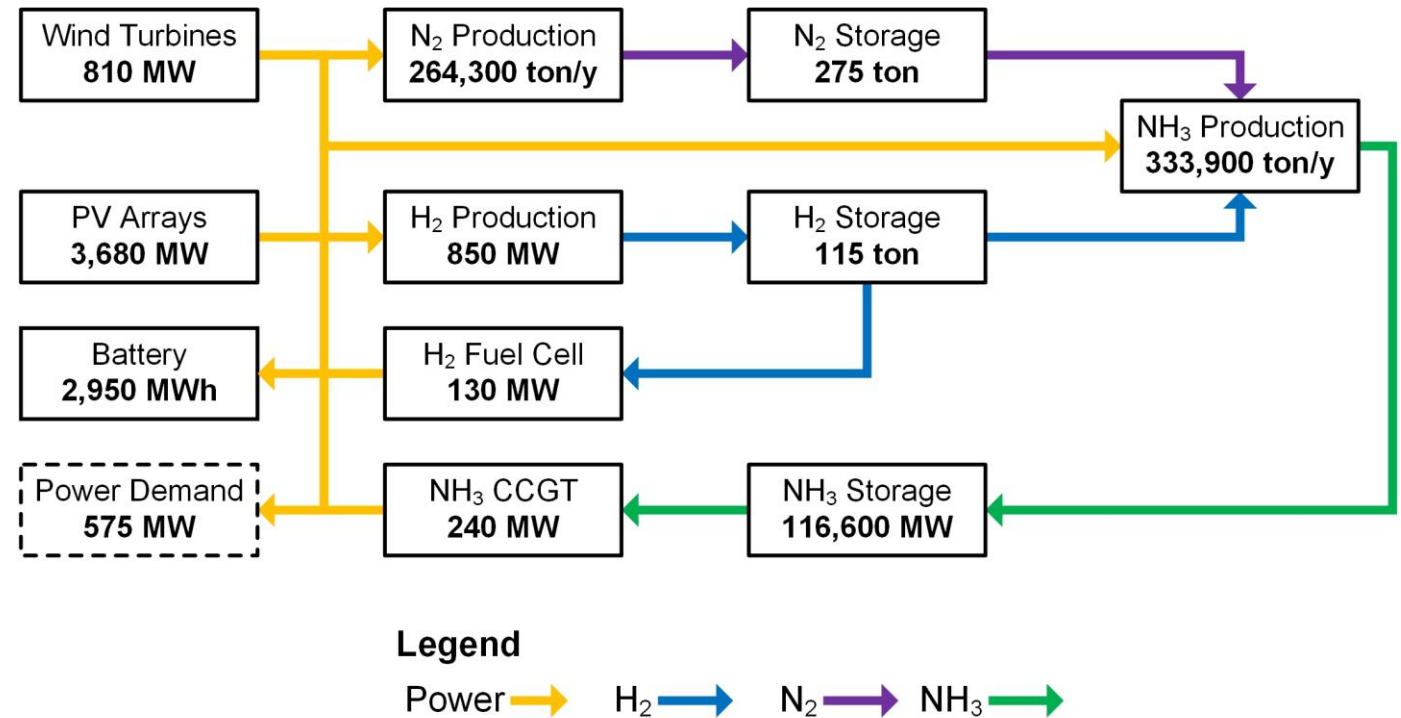 Wind Turbines
810 MW
N₂ Production
264,300 ton/y
N₂ Storage
275 ton
NH₃ Production
333,900 ton/y
PV Arrays
3,680 MW
H₂ Production
850 MW
H₂ Storage
115 ton
Battery
2,950 MWh
H₂ Fuel Cell
130 MW
Power Demand
575 MW
NH₃ CCGT
240 MW
NH₃ Storage
116,600 MW
Legend
Power
H₂
N₂
NH₃